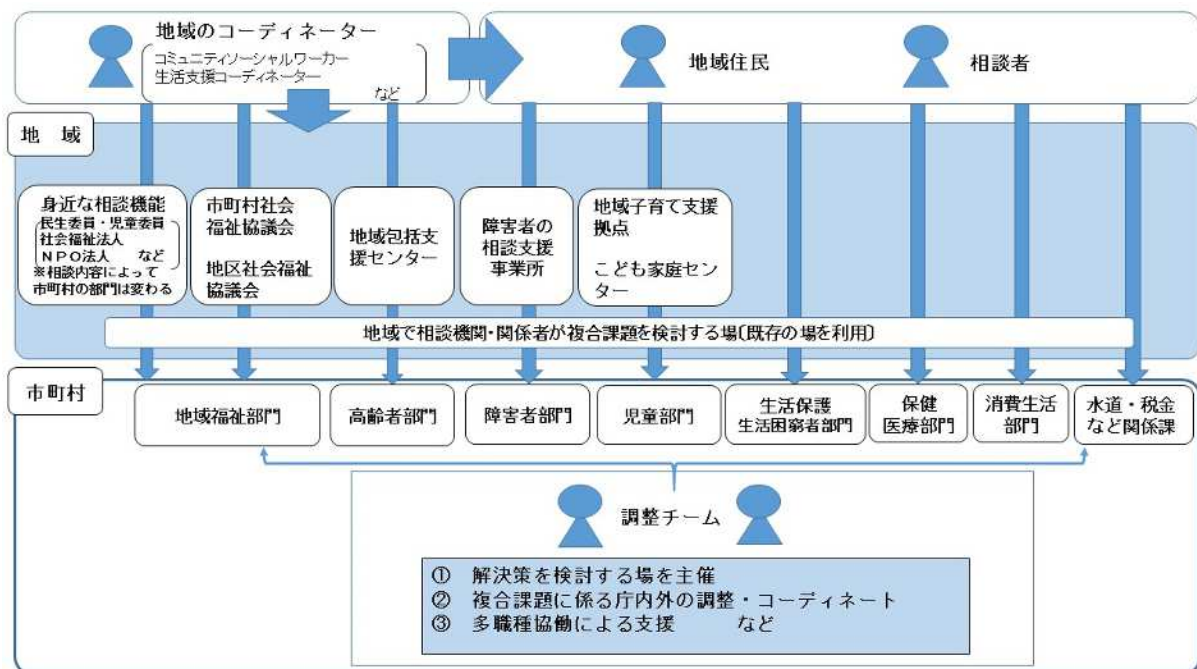 地域のコーディネーター
コミュニティソーシャルワーカー
生活支援コーディネーター
など
地域住民
相談者
地　域
身近な相談機能
民生委員・児童委員
社会福祉法人
ＮＰＯ法人　　など
※相談内容によって
市町村の部門は変わる
市町村社会
福祉協議会
地区社会福祉
協議会
地域包括支
援センター
障害者の
相談支援
事業所
地域子育て支援
拠点
こども家庭セン
ター
地域で相談機関・関係者が複合課題を検討する場〔既存の場を利用〕
市町村
地域福祉部門
高齢者部門
障害者部門
児童部門
生活保護
生活困窮者部門
保健
医療部門
消費生活
部門
水道・税金
など関係課
調整チーム
①　解決策を検討する場を主催
②　複合課題に係る庁内外の調整・コーディネート
③　多職種協働による支援　　　など